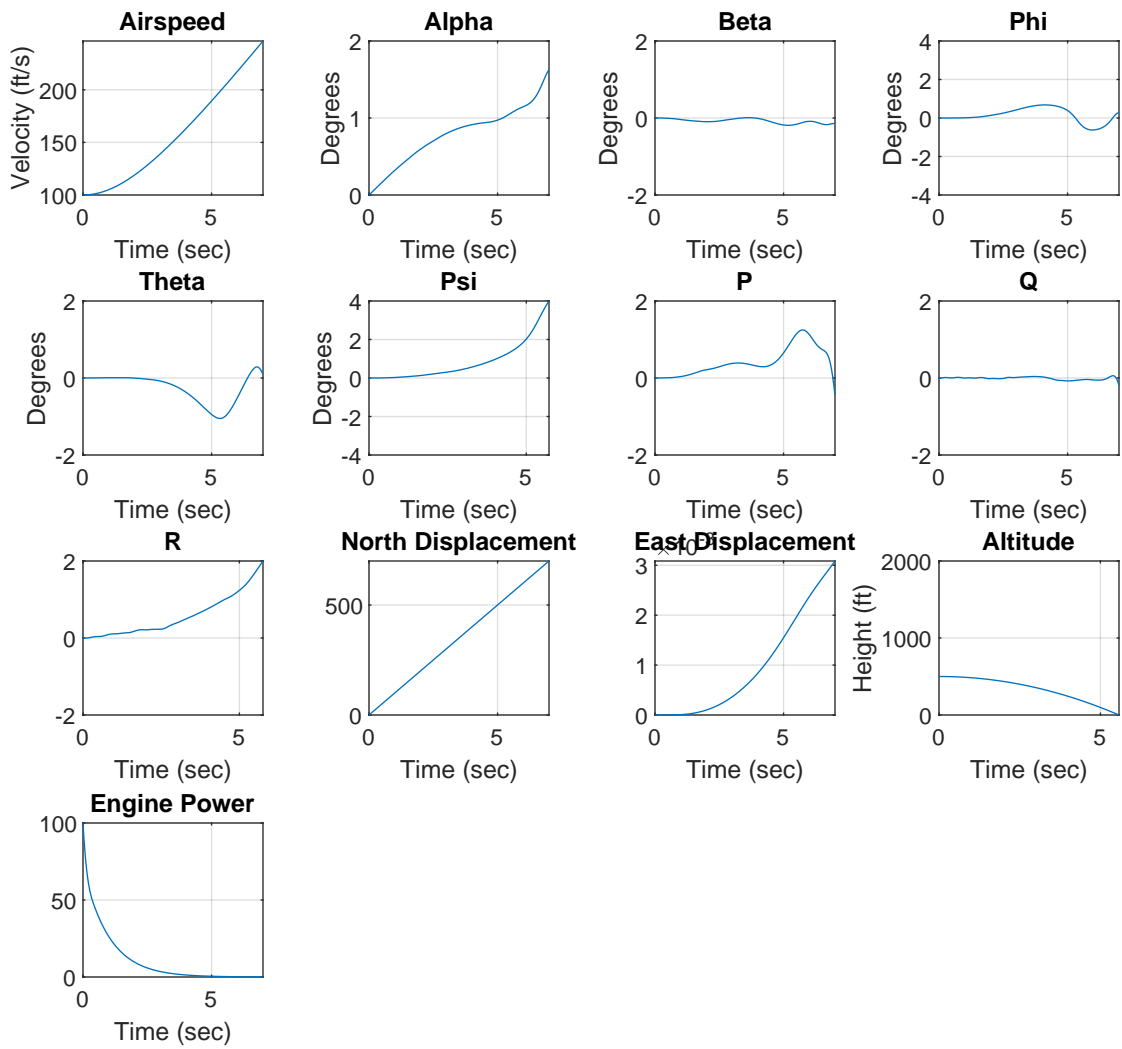 Airspeed
Velocity (ft/s)
200
150
100
0
5
Time (sec)
Alpha
Degrees
2
1
0
0
5
Time (sec)
Beta
2
0
-2
0
5
Time (sec)
Phi
Degrees
4
2
0
-2
-4
0
5
Time (sec)
Theta
Degrees
2
0
-2
0
5
Time (sec)
Psi
Degrees
4
2
0
-2
-4
0
5
Time (sec)
P
2
0
-2
0
5
Time (sec)
Q
2
0
-2
0
5
Time (sec)
R
2
0
-2
0
5
Time (sec)
North Displacement
500
0
0
5
Time (sec)
East Displacement
3
2
1
0
0
5
Time (sec)
Altitude
Height (ft)
2000
1000
0
0
5
Time (sec)
Engine Power
100
50
0
0
5
Time (sec)